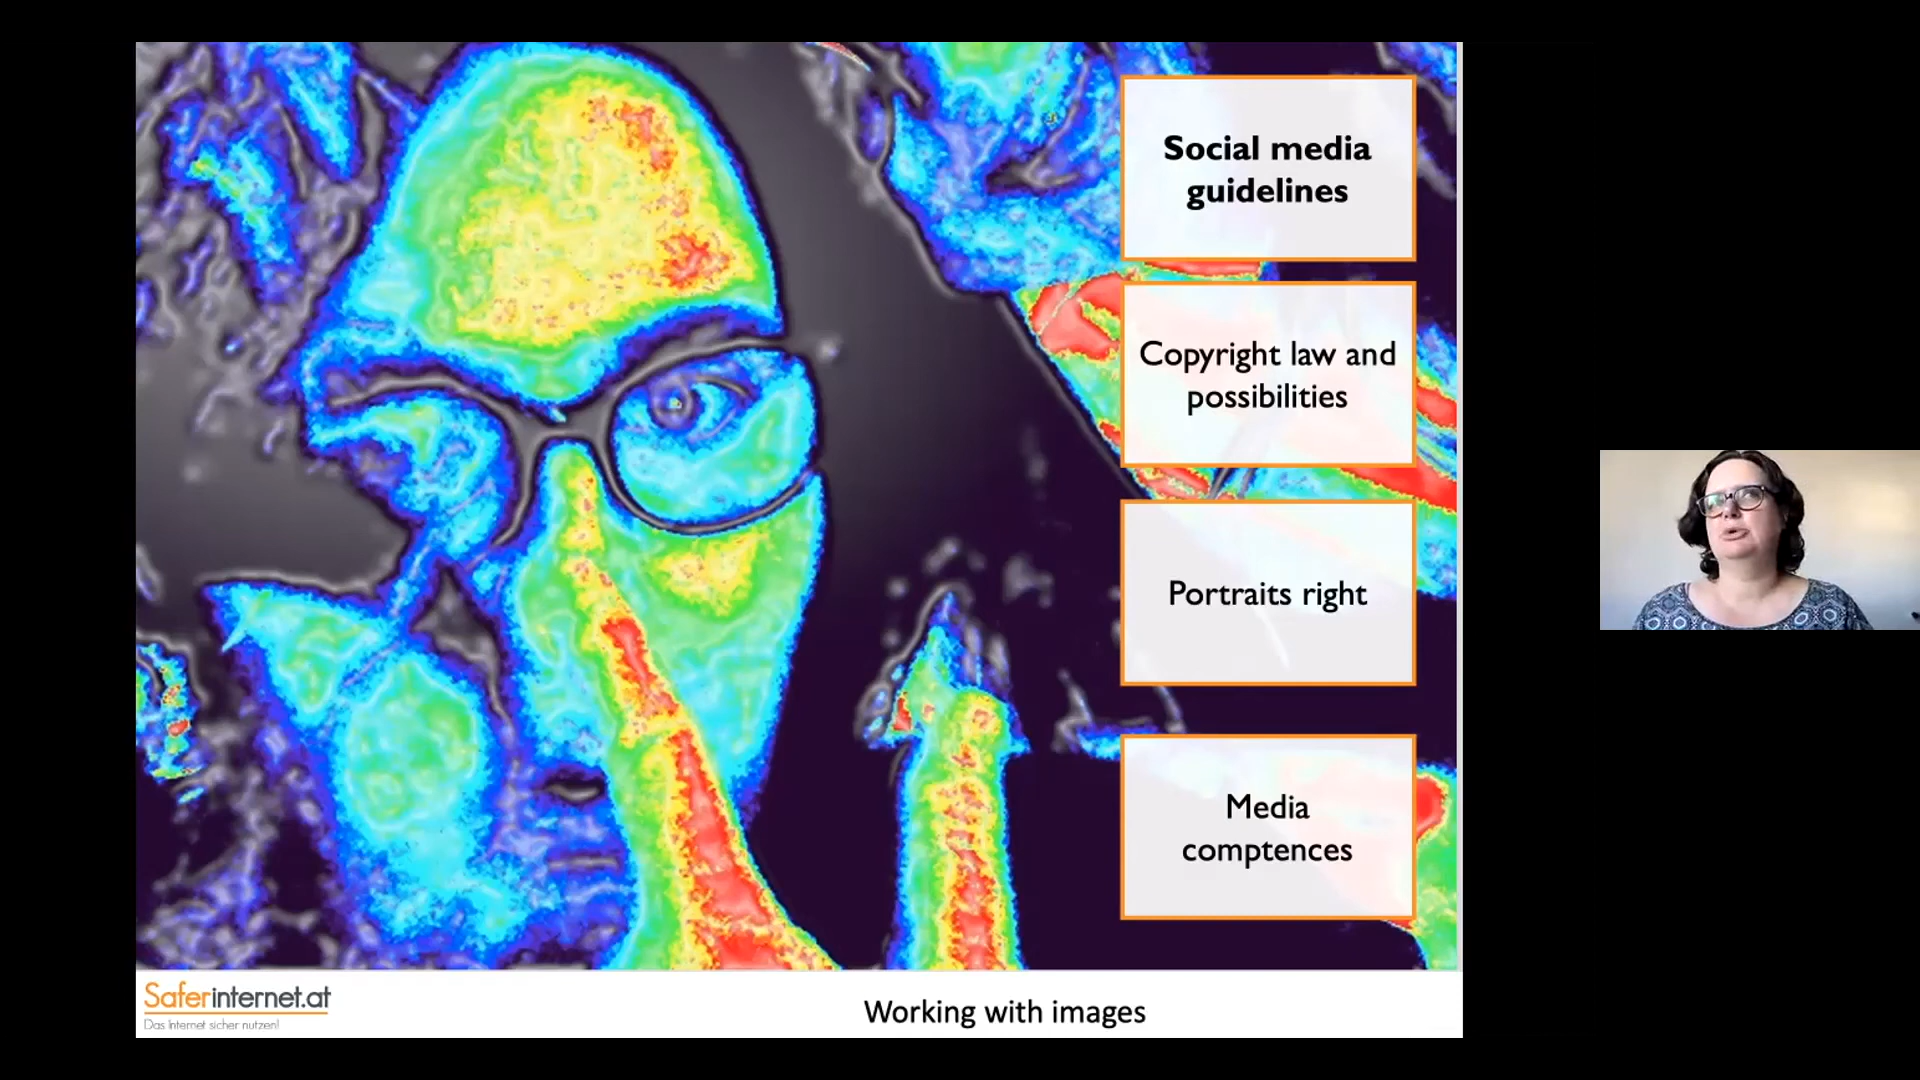 Social media
guidelines
Copyright law and
possibilities
Portraits right
Media
comptences
Saferinternet.at
Das Internet sicher nutzen!
Working with images